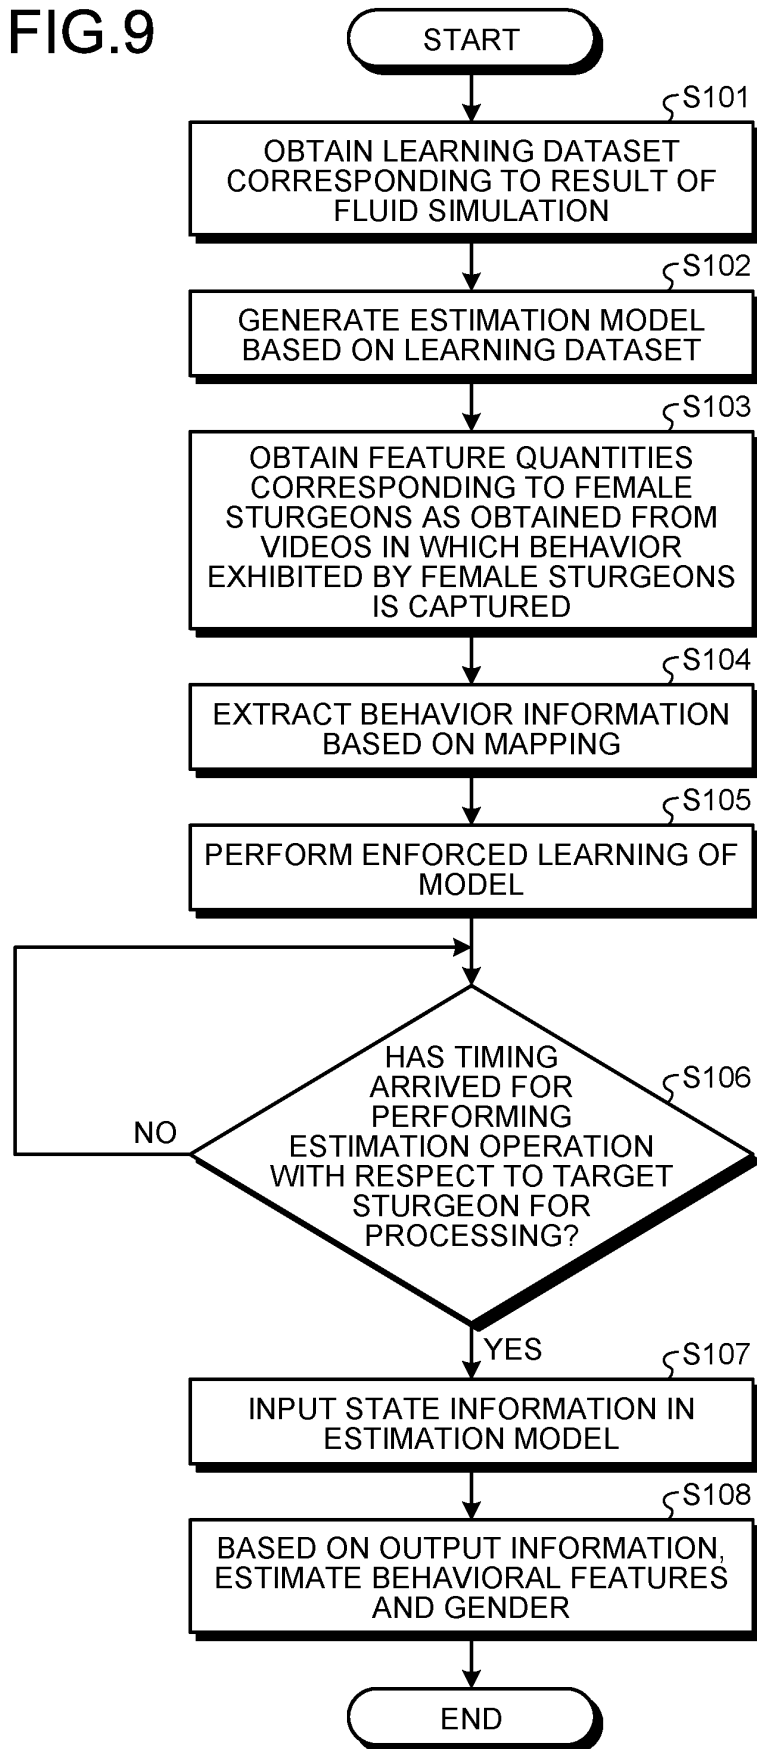 FIG.9
START
S101
OBTAIN LEARNING DATASET
CORRESPONDING TO RESULT OF
FLUID SIMULATION
S102
GENERATE ESTIMATION MODEL
BASED ON LEARNING DATASET
S103
OBTAIN FEATURE QUANTITIES
CORRESPONDING TO FEMALE
STURGEONS AS OBTAINED FROM
VIDEOS IN WHICH BEHAVIOR
EXHIBITED BY FEMALE STURGEONS
IS CAPTURED
S104
EXTRACT BEHAVIOR INFORMATION
BASED ON MAPPING
S105
PERFORM ENFORCED LEARNING OF
MODEL
S106
HAS TIMING
ARRIVED FOR
PERFORMING
ESTIMATION OPERATION
WITH RESPECT TO TARGET
STURGEON FOR
PROCESSING?
NO
YES
S107
INPUT STATE INFORMATION IN
ESTIMATION MODEL
S108
BASED ON OUTPUT INFORMATION,
ESTIMATE BEHAVIORAL FEATURES
AND GENDER
END